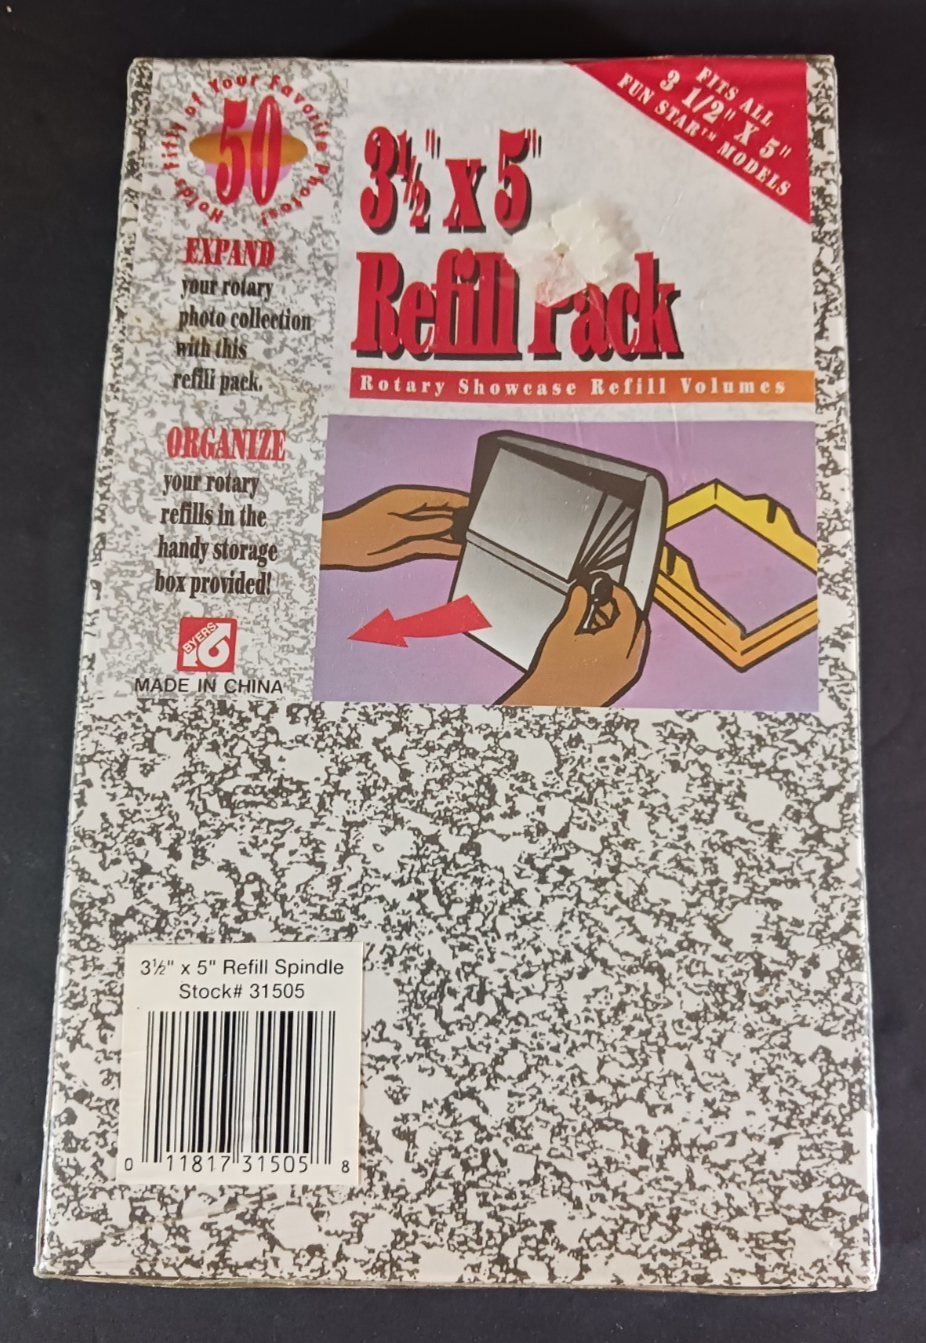 Holds Fifty of Your Favorite Photos!
50
EXPAND
your rotary
photo collection
with this
refill pack.
ORGANIZE
your rotary
refills in the
handy storage
box provided!
BYERS
MADE IN CHINA
FITS ALL
3 1/2" X 5"
FUN STAR™ MODELS
3½" x 5"
Refill Pack
Rotary Showcase Refill Volumes
3½" x 5" Refill Spindle
Stock# 31505
0 11817 31505 8